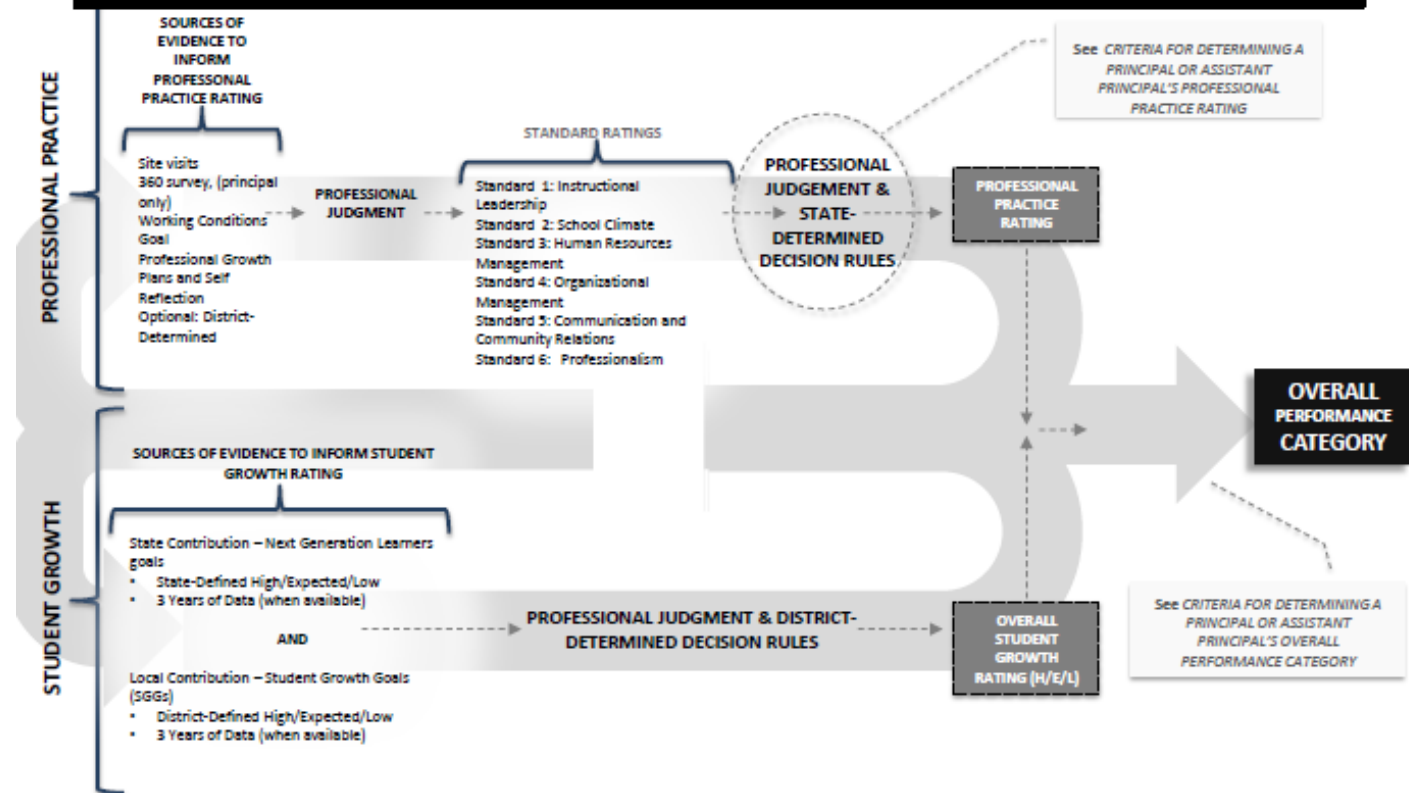 PROFESSIONAL PRACTICE
SOURCES OF
EVIDENCE TO
INFORM
PROFESSONAL
PRACTICE RATING
Site visits
360 survey, (principal
only)
Working Conditions
Goal
Professional Growth
Plans and Self
Reflection
Optional: District-
Determined
PROFESSIONAL
JUDGMENT
STANDARD RATINGS
Standard 1: Instructional
Leadership
Standard 2: School Climate
Standard 3: Human Resources
Management
Standard 4: Organizational
Management
Standard 5: Communication and
Community Relations
Standard 6: Professionalism
PROFESSIONAL
JUDGEMENT &
STATE-
DETERMINED
DECISION RULES
See CRITERIA FOR DETERMINING A
PRINCIPAL OR ASSISTANT
PRINCIPAL'S PROFESSIONAL
PRACTICE RATING
PROFESSIONAL
PRACTICE
RATING
OVERALL
PERFORMANCE
CATEGORY
STUDENT GROWTH
SOURCES OF EVIDENCE TO INFORM STUDENT
GROWTH RATING
State Contribution – Next Generation Learners
goals
• State-Defined High/Expected/Low
• 3 Years of Data (when available)
AND
Local Contribution – Student Growth Goals
(SGGs)
• District-Defined High/Expected/Low
• 3 Years of Data (when available)
PROFESSIONAL JUDGMENT & DISTRICT-
DETERMINED DECISION RULES
OVERALL
STUDENT
GROWTH
RATING (H/E/L)
See CRITERIA FOR DETERMINING A
PRINCIPAL OR ASSISTANT
PRINCIPAL'S OVERALL
PERFORMANCE CATEGORY